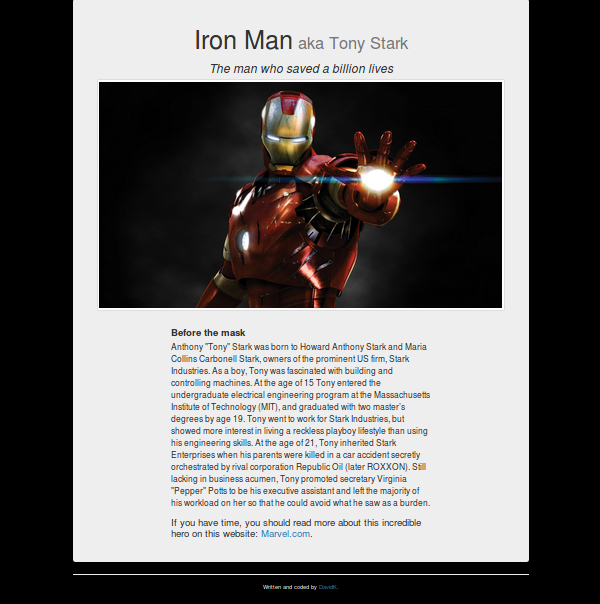 Iron Man aka Tony Stark
The man who saved a billion lives
Before the mask
Anthony "Tony" Stark was born to Howard Anthony Stark and Maria
Collins Carbonell Stark, owners of the prominent US firm, Stark
Industries. As a boy, Tony was fascinated with building and
controlling machines. At the age of 15 Tony entered the
undergraduate electrical engineering program at the Massachusetts
Institute of Technology (MIT), and graduated with two master's
degrees by age 19. Tony went to work for Stark Industries, but
showed more interest in living a reckless playboy lifestyle than using
his engineering skills. At the age of 21, Tony inherited Stark
Enterprises when his parents were killed in a car accident secretly
orchestrated by rival corporation Republic Oil (later ROXXON). Still
lacking in business acumen, Tony promoted secretary Virginia
"Pepper" Potts to be his executive assistant and left the majority of
his workload on her so that he could avoid what he saw as a burden.
If you have time, you should read more about this incredible
hero on this website: Marvel.com.
Written and coded by DavidK.